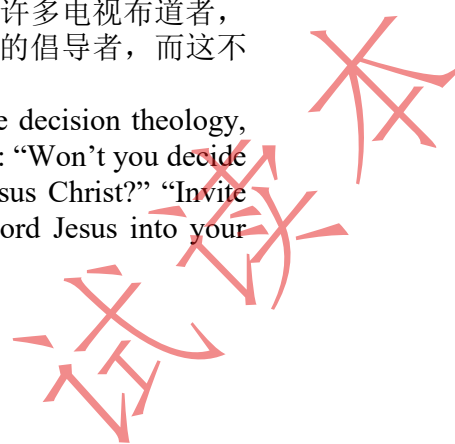 许多电视布道者，
的倡导者，而这不
e decision theology,
: “Won’t you decide
sus Christ?” “Invite
ord Jesus into your
试读本